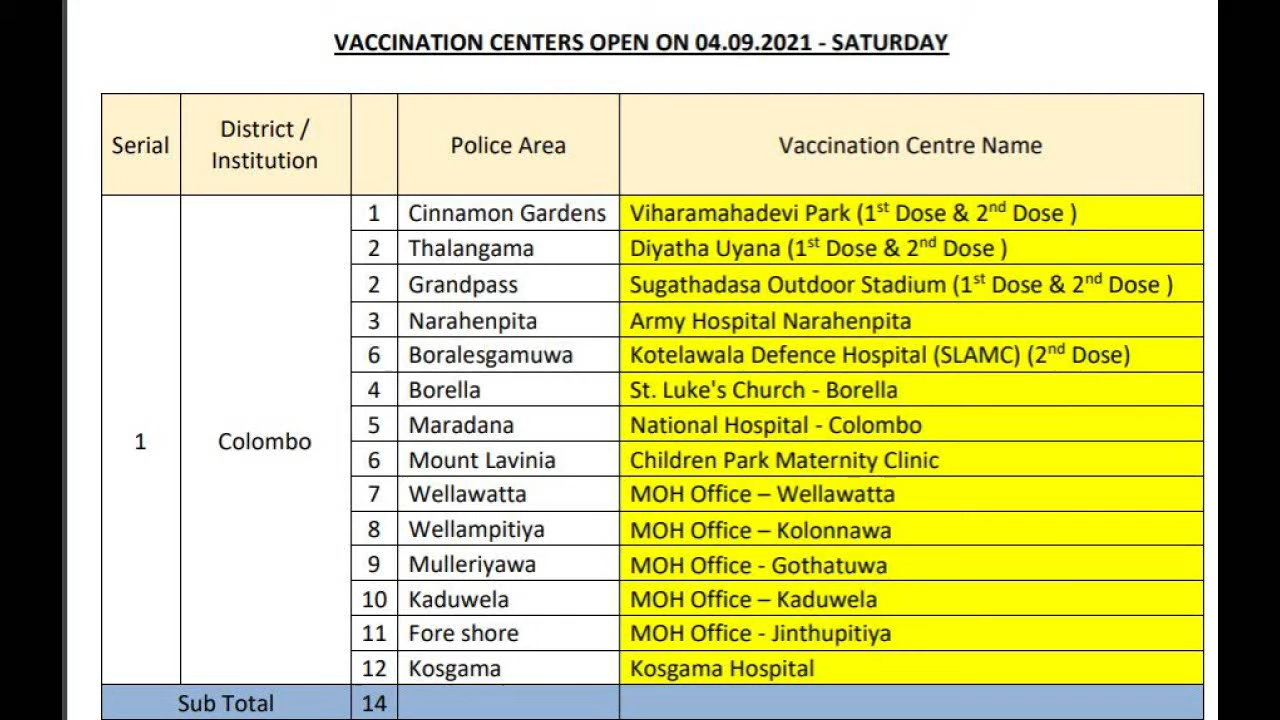 VACCINATION CENTERS OPEN ON 04.09.2021 - SATURDAY
Serial District / Institution Police Area Vaccination Centre Name
1 Colombo
1 Cinnamon Gardens Viharamahadevi Park (1st Dose & 2nd Dose )
2 Thalangama Diyatha Uyana (1st Dose & 2nd Dose )
2 Grandpass Sugathadasa Outdoor Stadium (1st Dose & 2nd Dose )
3 Narahenpita Army Hospital Narahenpita
6 Boralesgamuwa Kotelawala Defence Hospital (SLAMC) (2nd Dose)
4 Borella St. Luke's Church - Borella
5 Maradana National Hospital - Colombo
6 Mount Lavinia Children Park Maternity Clinic
7 Wellawatta MOH Office – Wellawatta
8 Wellampitiya MOH Office – Kolonnawa
9 Mulleriyawa MOH Office - Gothatuwa
10 Kaduwela MOH Office – Kaduwela
11 Fore shore MOH Office - Jinthupitiya
12 Kosgama Kosgama Hospital
Sub Total 14